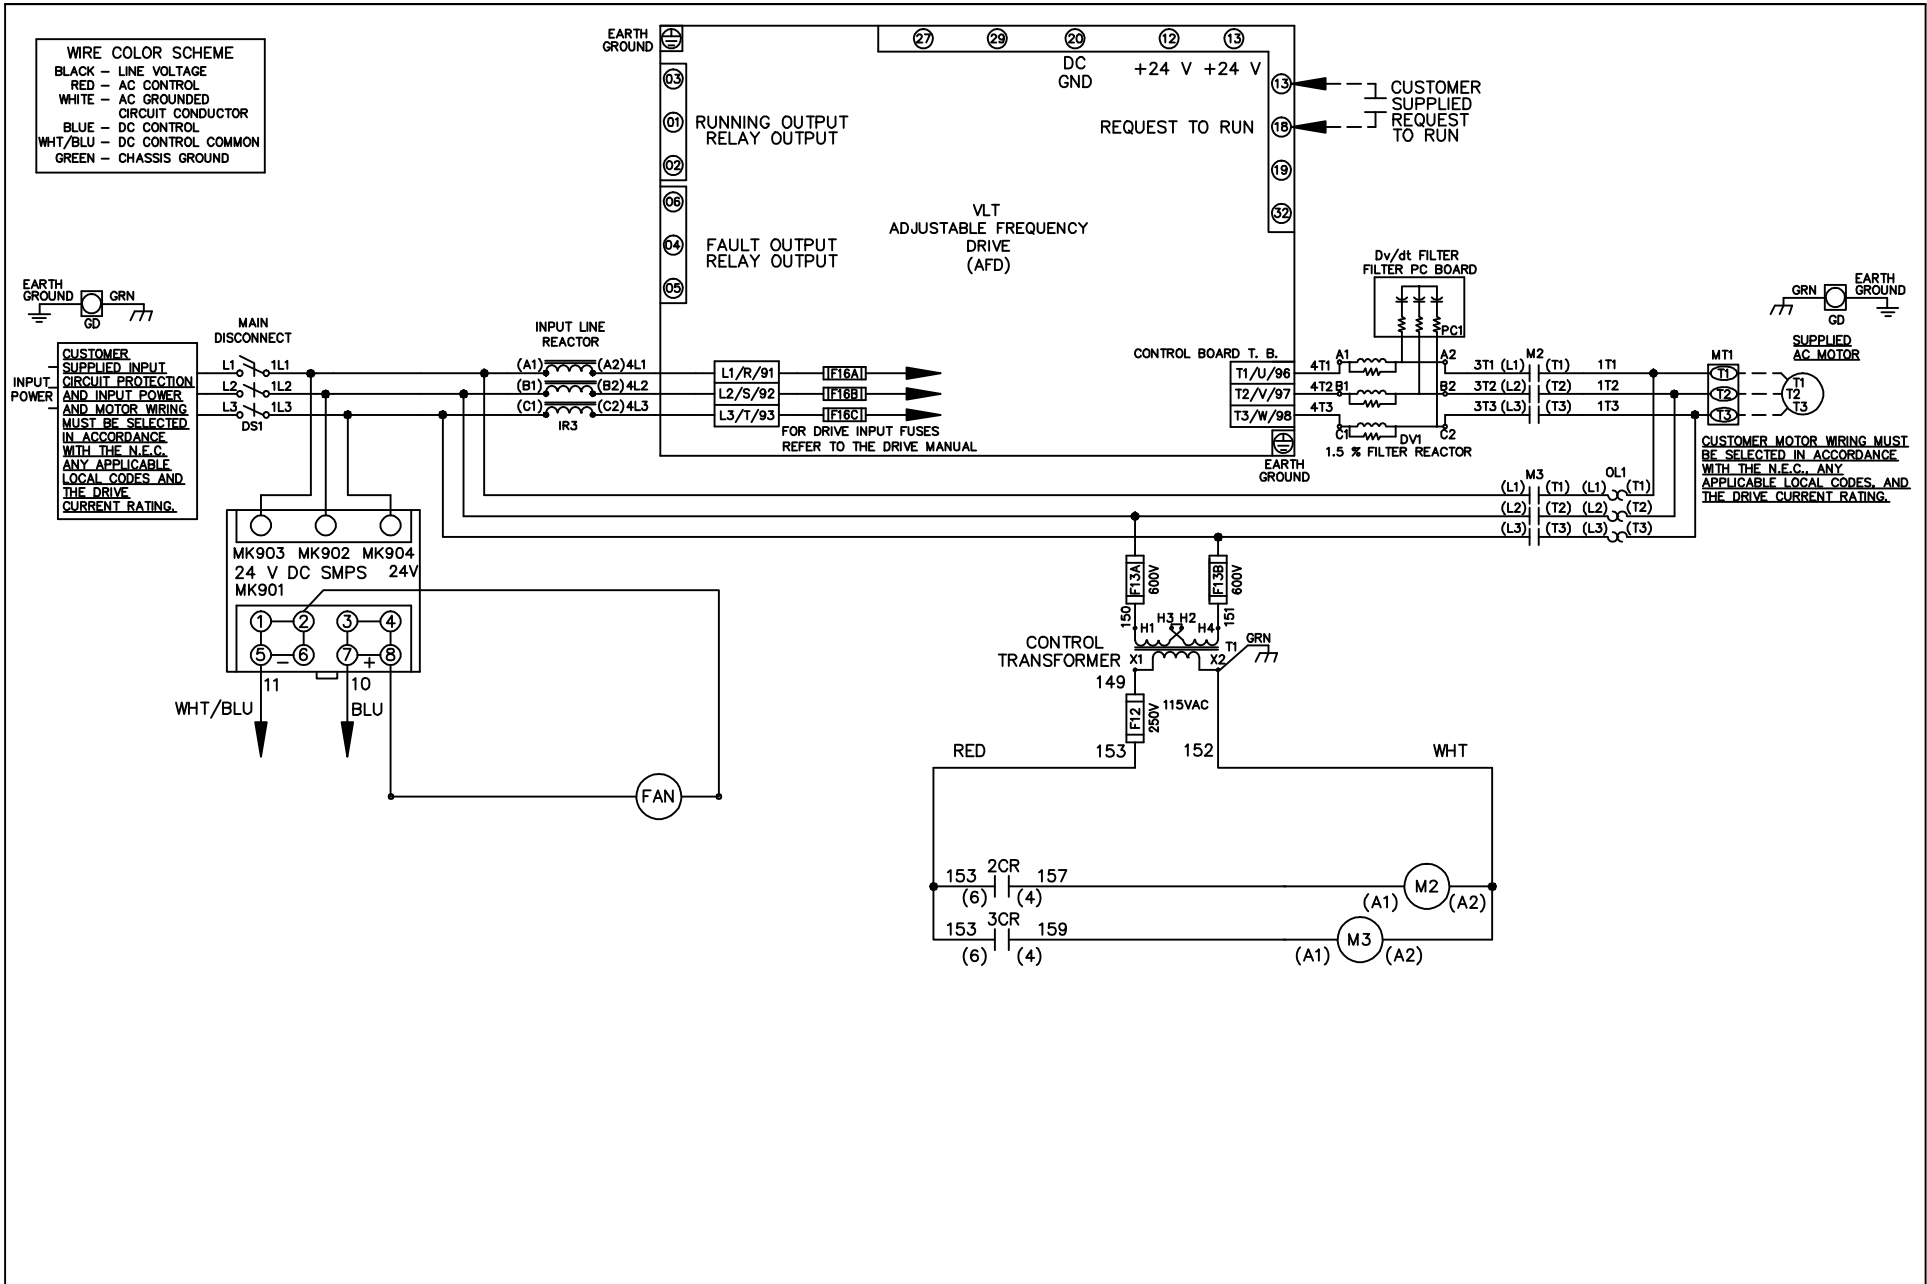 WIRE COLOR SCHEME
BLACK – LINE VOLTAGE
RED – AC CONTROL
WHITE – AC GROUNDED
CIRCUIT CONDUCTOR
BLUE – DC CONTROL
WHT/BLU – DC CONTROL COMMON
GREEN – CHASSIS GROUND
EARTH
GROUND
03
01
02
RUNNING OUTPUT
RELAY OUTPUT
06
04
05
FAULT OUTPUT
RELAY OUTPUT
27
29
20
12
13
DC
GND
+24 V
+24 V
13
18
19
32
REQUEST TO RUN
CUSTOMER
SUPPLIED
REQUEST
TO RUN
VLT
ADJUSTABLE FREQUENCY
DRIVE
(AFD)
Dv/dt FILTER
FILTER PC BOARD
PC1
EARTH
GROUND
GRN
GD
INPUT
POWER
CUSTOMER
SUPPLIED INPUT
CIRCUIT PROTECTION
AND INPUT POWER
AND MOTOR WIRING
MUST BE SELECTED
IN ACCORDANCE
WITH THE N.E.C.
ANY APPLICABLE
LOCAL CODES AND
THE DRIVE
CURRENT RATING.
MAIN
DISCONNECT
L1 1L1
L2 1L2
L3 1L3
DS1
INPUT LINE
REACTOR
(A1) (A2) 4L1
(B1) (B2) 4L2
(C1) (C2) 4L3
IR3
L1/R/91 F16A
L2/S/92 F16B
L3/T/93 F16C
FOR DRIVE INPUT FUSES
REFER TO THE DRIVE MANUAL
CONTROL BOARD T. B.
T1/U/96 4T1 A1 A2
T2/V/97 4T2 B1 B2
T3/W/98 4T3 C1 C2
DV1
1.5 % FILTER REACTOR
EARTH
GROUND
M2
3T1 (L1) (T1) 1T1
3T2 (L2) (T2) 1T2
3T3 (L3) (T3) 1T3
MT1
T1
T2
T3
T1
T2
T3
GRN
EARTH
GROUND
GD
SUPPLIED
AC MOTOR
CUSTOMER MOTOR WIRING MUST
BE SELECTED IN ACCORDANCE
WITH THE N.E.C., ANY
APPLICABLE LOCAL CODES, AND
THE DRIVE CURRENT RATING.
M3 OL1
(L1) (T1) (L1) (T1)
(L2) (T2) (L2) (T2)
(L3) (T3) (L3) (T3)
MK903 MK902 MK904
24 V DC SMPS 24V
MK901
1 2 3 4
5 – 6 7 + 8
11
10
WHT/BLU
BLU
FAN
F13A
600V
F13B
600V
150
151
H1 H3 H2 H4
CONTROL
TRANSFORMER
X1 X2 T1
GRN
149
F12
250V
115VAC
RED
153
152
WHT
153 2CR 157
(6) (4)
M2
(A1) (A2)
153 3CR 159
(6) (4)
M3
(A1) (A2)